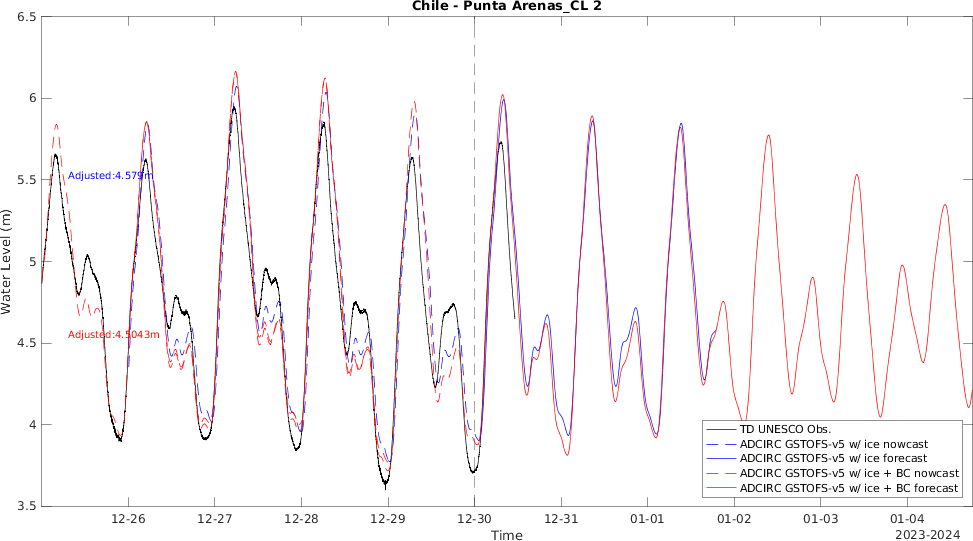 Chile - Punta Arenas_CL 2
6.5
6
5.5
5
4.5
4
3.5
Water Level (m)
Adjusted:4.579m
Adjusted:4.5043m
TD UNESCO Obs.
ADCIRC GSTOFS-v5 w/ ice nowcast
ADCIRC GSTOFS-v5 w/ ice forecast
ADCIRC GSTOFS-v5 w/ ice + BC nowcast
ADCIRC GSTOFS-v5 w/ ice + BC forecast
12-26 12-27 12-28 12-29 12-30 12-31 01-01 01-02 01-03 01-04
Time
2023-2024